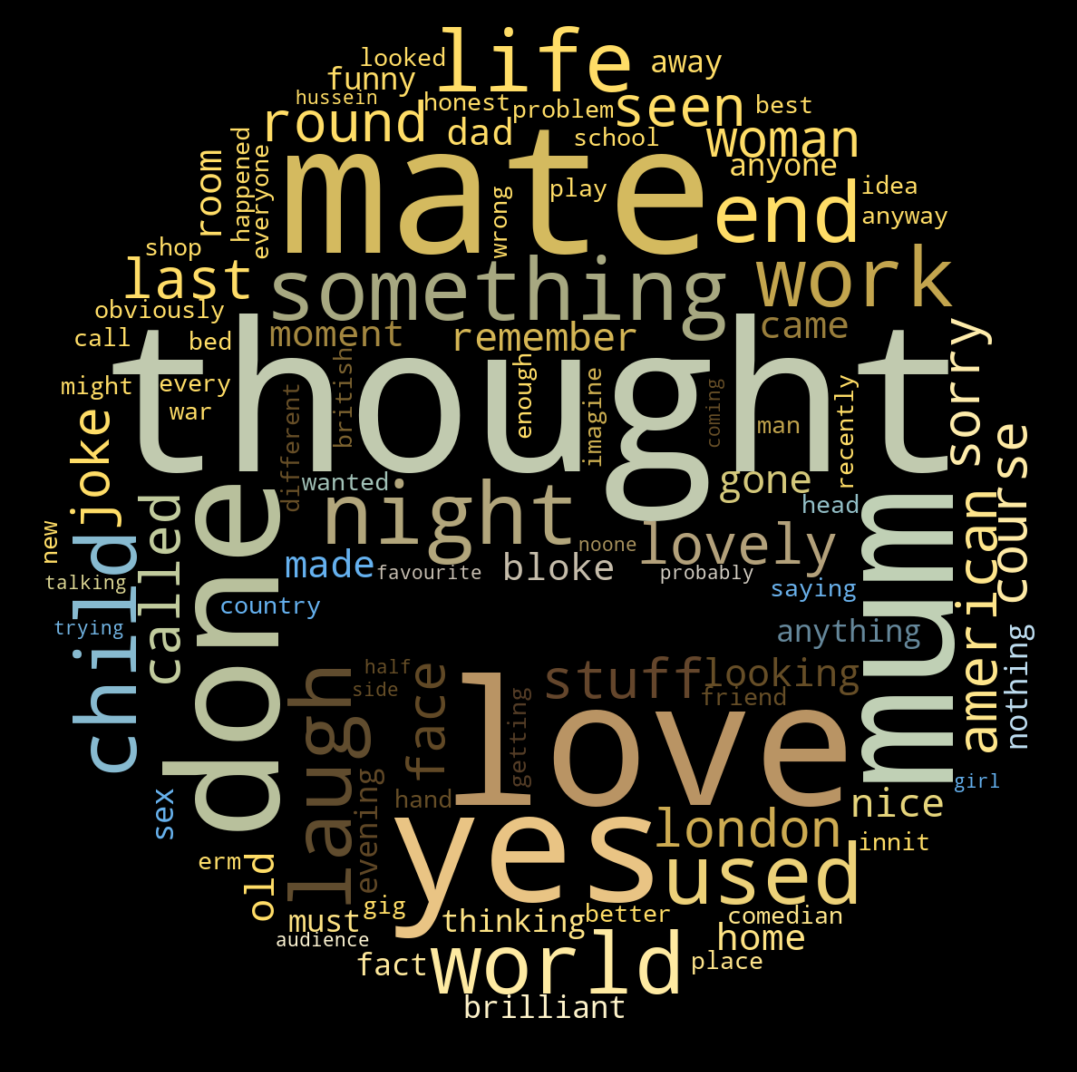 looked life away
funny
hussein honest problem seen best
round dad school woman
mate anyone
room happened everyone wrong play end idea
anyway
shop
last something work
obviously
call bed moment remember came
might every
war
thought
different british enough imagine coming man recently sorry
joke wanted night gone head course
child called done
new made favourite bloke noone lovely probably
talking country saying mum american
trying anything nothing
half stuff looking
side friend
laugh face getting love girl
sex evening hand
yes london nice
erm innit
old used
must gig thinking better comedian
audience home
fact world place
brilliant